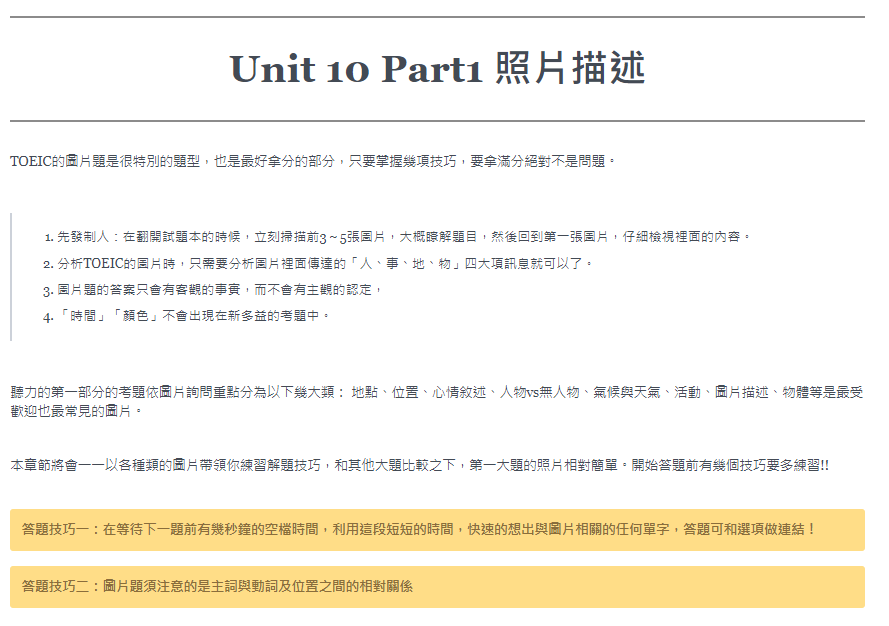 Unit 10 Part1 照片描述
TOEIC的圖片題是很特別的題型，也是最好拿分的部分，只要掌握幾項技巧，要拿滿分絕對不是問題。
1. 先發制人：在翻開試題本的時候，立刻掃描前3～5張圖片，大概瞭解題目，然後回到第一張圖片，仔細檢視裡面的內容。
2. 分析TOEIC的圖片時，只需要分析圖片裡面傳達的「人、事、地、物」四大項訊息就可以了。
3. 圖片題的答案只會有客觀的事實，而不會有主觀的認定，
4. 「時間」「顏色」不會出現在新多益的考題中。
聽力的第一部分的考題依圖片詢問重點分為以下幾大類： 地點、位置、心情敘述、人物vs無人物、氣候與天氣、活動、圖片描述、物體等是最受
歡迎也最常見的圖片。
本章節將會一一以各種類的圖片帶領你練習解題技巧，和其他大題比較之下，第一大題的照片相對簡單。開始答題前有幾個技巧要多練習!!
答題技巧一：在等待下一題前有幾秒鐘的空檔時間，利用這段短短的時間，快速的想出與圖片相關的任何單字，答題可和選項做連結！
答題技巧二：圖片題須注意的是主詞與動詞及位置之間的相對關係